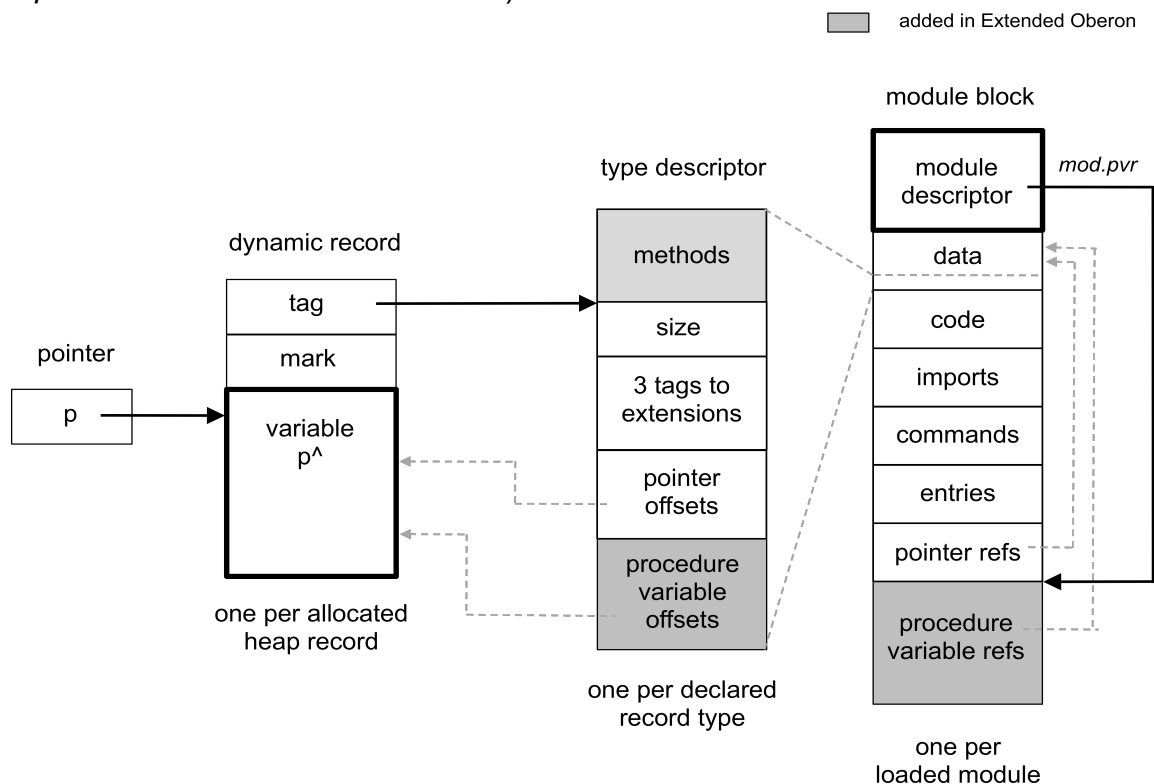 added in Extended Oberon
module block
module
descriptor
mod.pvr
type descriptor
methods
data
dynamic record
tag
size
code
pointer
mark
3 tags to
extensions
imports
p
variable
p^
commands
pointer
offsets
entries
pointer refs
procedure
variable
offsets
procedure
variable refs
one per allocated
heap record
one per declared
record type
one per
loaded module